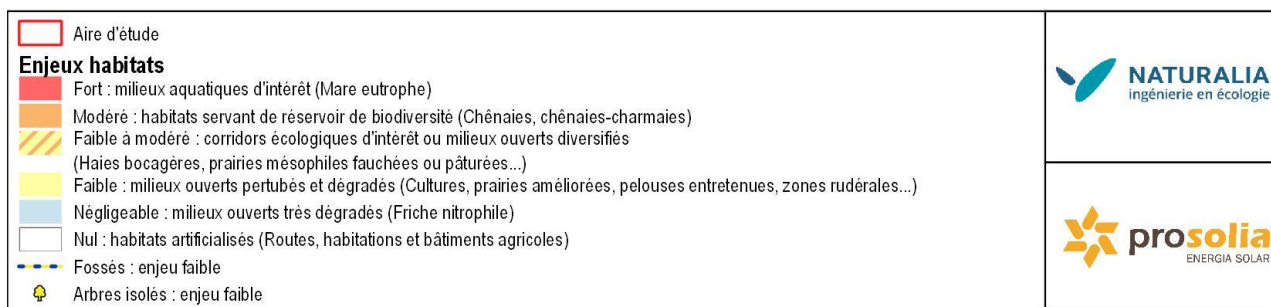 Aire d'étude
Enjeux habitats
Fort : milieux aquatiques d'intérêt (Mare eutrophe)
Modéré : habitats servant de réservoir de biodiversité (Chênaies, chênaies-charmaies)
Faible à modéré : corridors écologiques d'intérêt ou milieux ouverts diversifiés
(Haies bocagères, prairies mésophiles fauchées ou pâturées...)
Faible : milieux ouverts pertubés et dégradés (Cultures, prairies améliorées, pelouses entretenues, zones rudérales...)
Négligeable : milieux ouverts très dégradés (Friche nitrophile)
Nul : habitats artificialisés (Routes, habitations et bâtiments agricoles)
Fossés : enjeu faible
Arbres isolés : enjeu faible
NATURALIA
ingénierie en écologie
prosolia
ENERGIA SOLAR